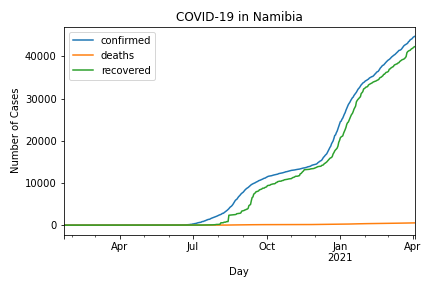 COVID-19 in Namibia
confirmed
deaths
recovered
Number of Cases
40000
30000
20000
10000
0
Apr
Jul
Oct
Jan
2021
Apr
Day